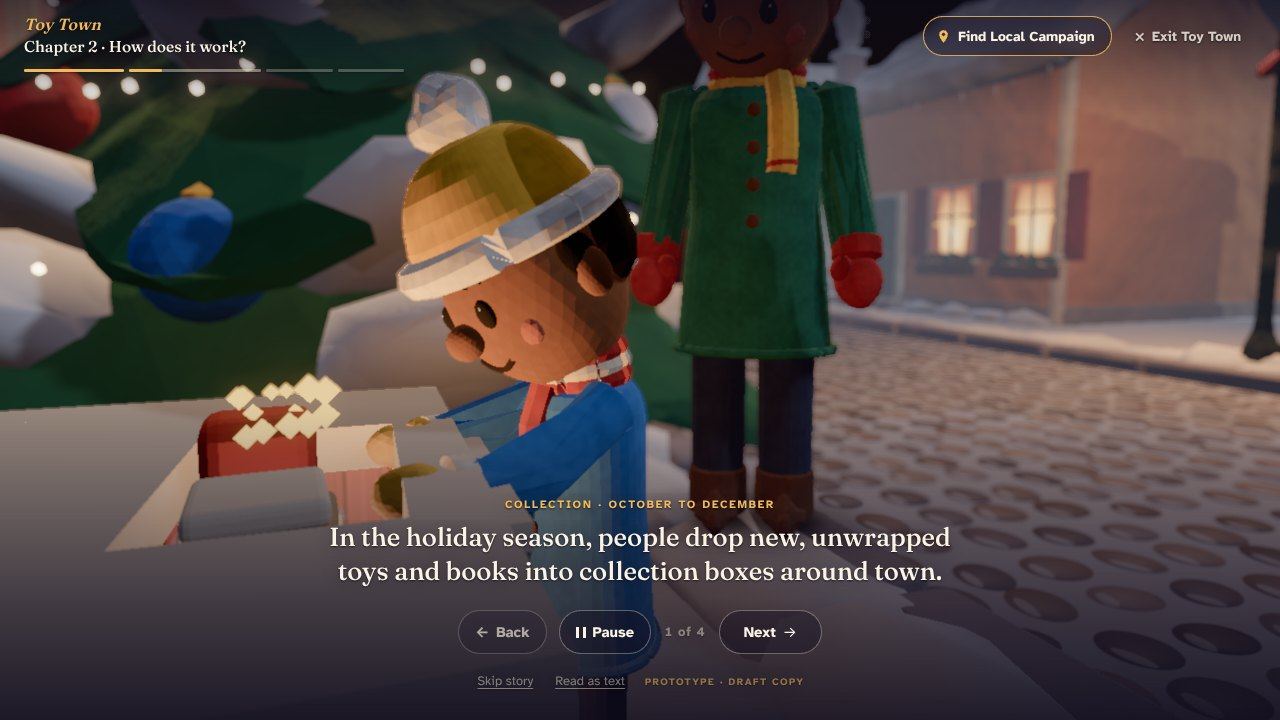 Toy Town
Chapter 2 · How does it work?
Find Local Campaign
× Exit Toy Town
COLLECTION · OCTOBER TO DECEMBER
In the holiday season, people drop new, unwrapped
toys and books into collection boxes around town.
← Back
Pause
1 of 4
Next →
Skip story
Read as text
PROTOTYPE · DRAFT COPY